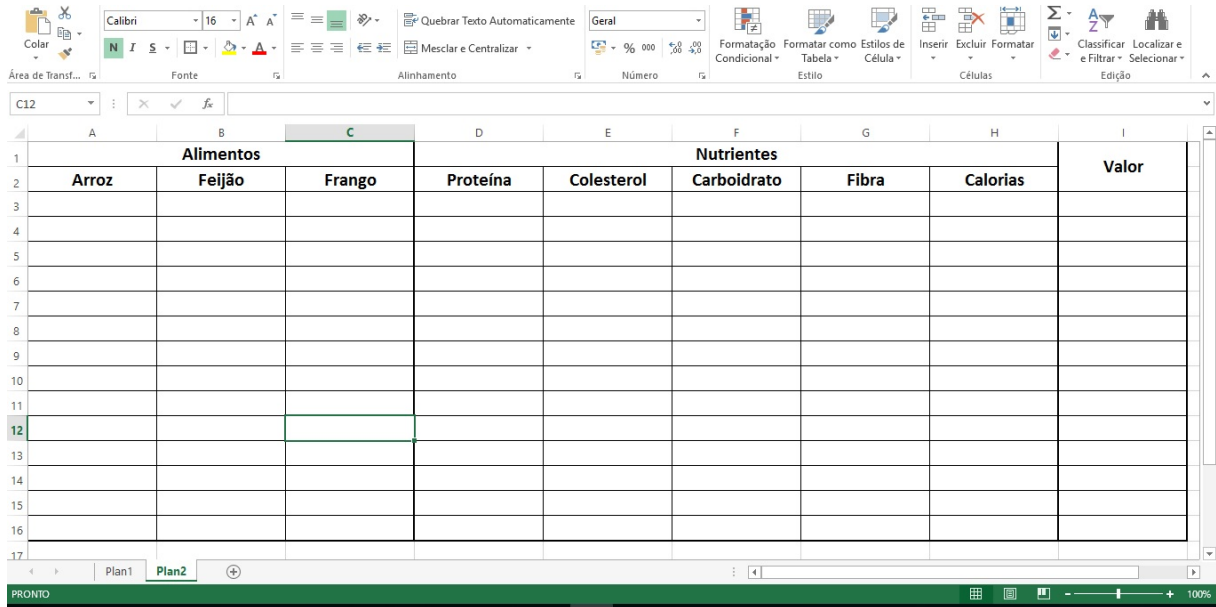 Calibri 16 A A Quebrar Texto Automaticamente Geral
Colar N I S A Mesclar e Centralizar % 000 Formatação Condicional Formatar como Tabela Estilos de Célula Inserir Excluir Formatar Classificar e Filtrar Localizar e Selecionar
Área de Transf... Fonte Alinhamento Número Estilo Células Edição
C12 fx
A B C D E F G H I
1 Alimentos Nutrientes Valor
2 Arroz Feijão Frango Proteína Colesterol Carboidrato Fibra Calorias
3
4
5
6
7
8
9
10
11
12
13
14
15
16
17
Plan1 Plan2
PRONTO 100%